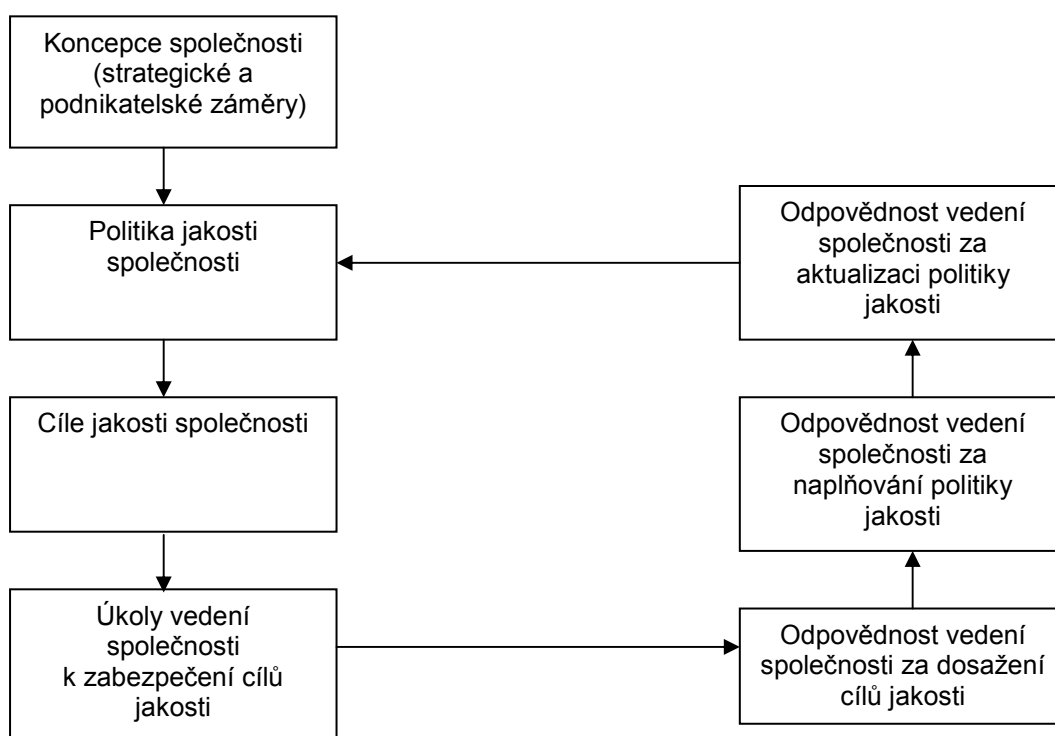 Koncepce společnosti
(strategické a
podnikatelské záměry)
Politika jakosti
společnosti
Cíle jakosti společnosti
Úkoly vedení
společnosti
k zabezpečení cílů
jakosti
Odpovědnost vedení
společnosti za dosažení
cílů jakosti
Odpovědnost vedení
společnosti za
naplňování politiky
jakosti
Odpovědnost vedení
společnosti za
aktualizaci politiky
jakosti